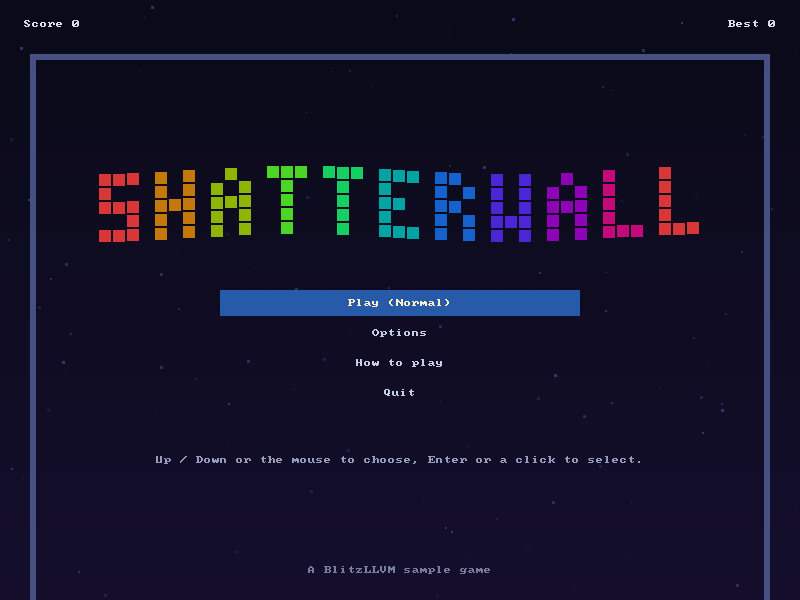 Score 0
Best 0
SHATTERWALL
Play (Normal)
Options
How to play
Quit
Up / Down or the mouse to choose, Enter or a click to select.
A BlitzLLVM sample game